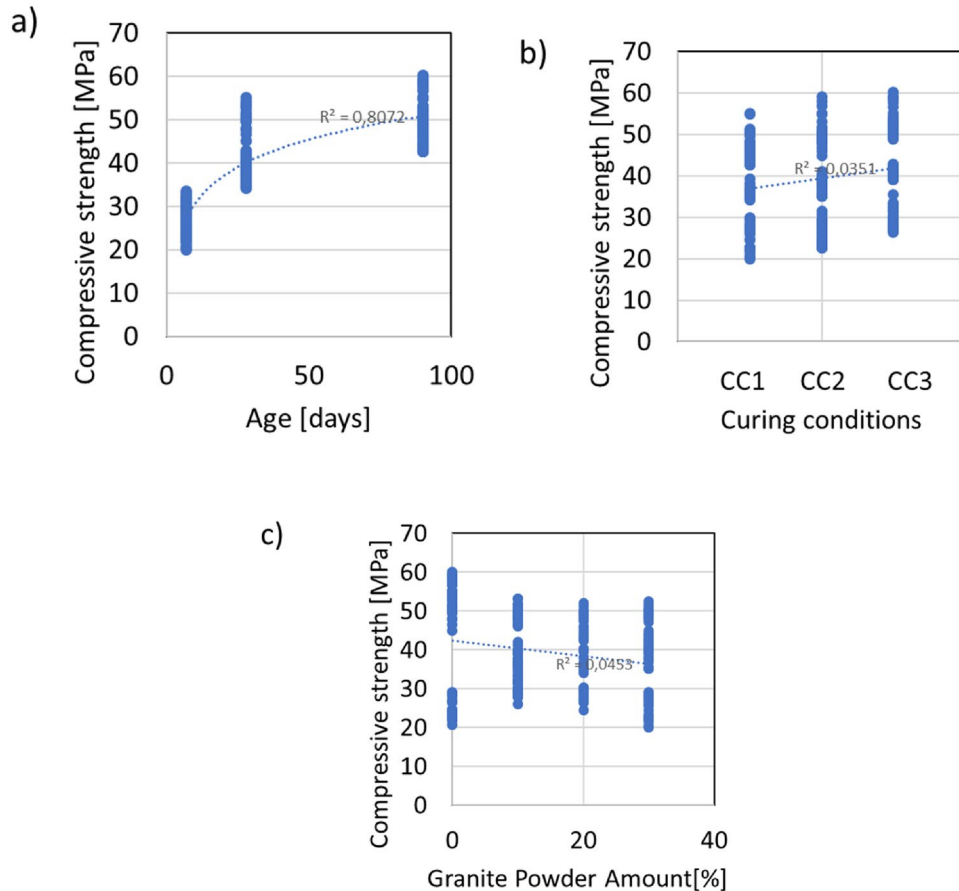 a)
Compressive strength [MPa]
70
60
50
40
30
20
10
0
R² = 0,8072
0 50 100
Age [days]
b)
Compressive strength [MPa]
70
60
50
40
30
20
10
0
R² = 0,0351
CC1 CC2 CC3
Curing conditions
c)
Compressive strength [MPa]
70
60
50
40
30
20
10
0
R² = 0,0453
0 20 40
Granite Powder Amount[%]